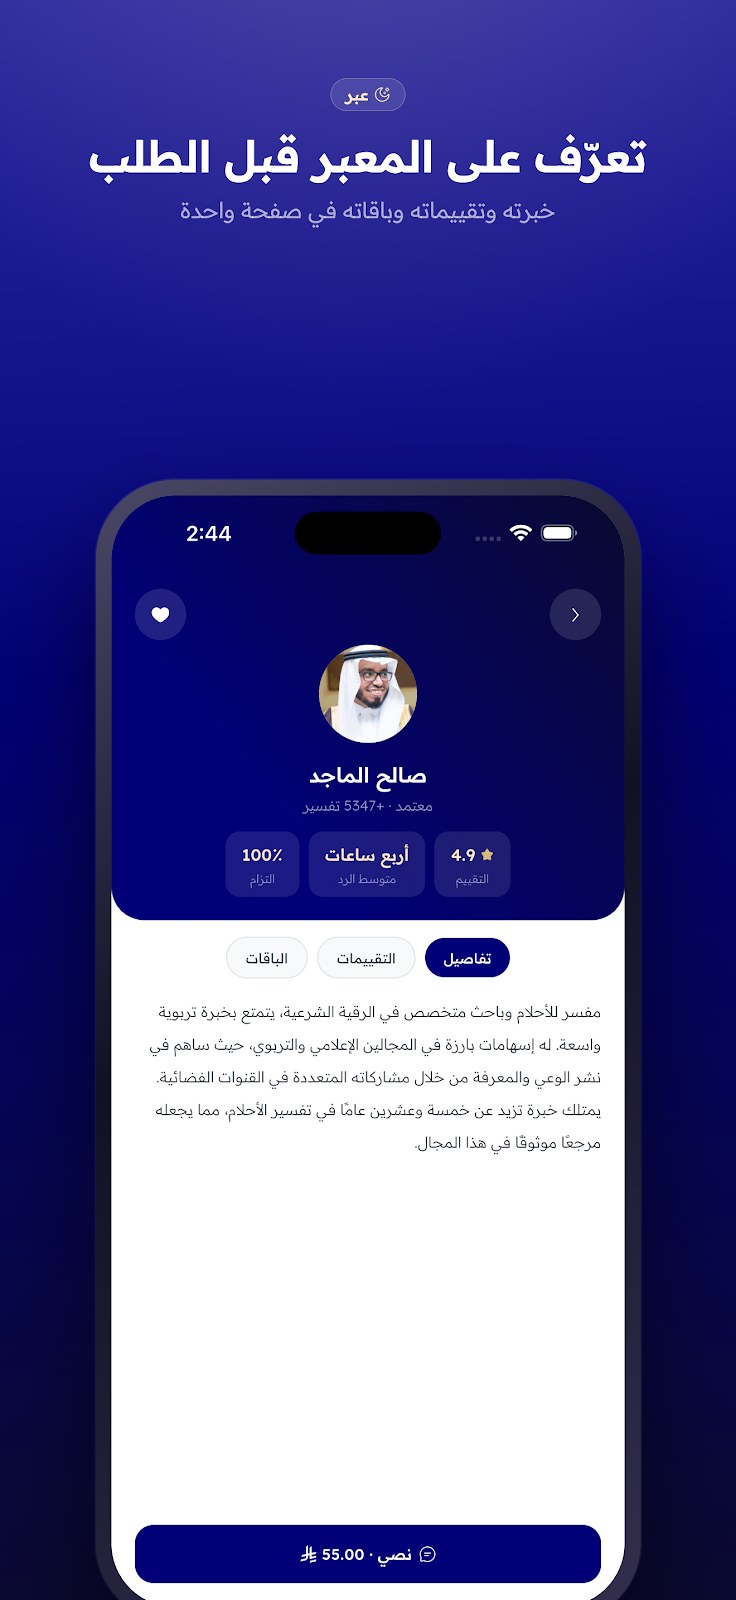 عبر
تعرّف على المعبر قبل الطلب
خبرته وتقييماته وباقاته في صفحة واحدة
2:44
صالح الماجد
معتمد · +5347 تفسير
4.9
التقييم
أربع ساعات
متوسط الرد
100٪
التزام
تفاصيل
التقييمات
الباقات
مفسر للأحلام وباحث متخصص في الرقية الشرعية، يتمتع بخبرة تربوية
واسعة. له إسهامات بارزة في المجالين الإعلامي والتربوي، حيث ساهم في
نشر الوعي والمعرفة من خلال مشاركاته المتعددة في القنوات الفضائية.
يمتلك خبرة تزيد عن خمسة وعشرين عامًا في تفسير الأحلام، مما يجعله
مرجعًا موثوقًا في هذا المجال.
نصي · 55.00 ⃁